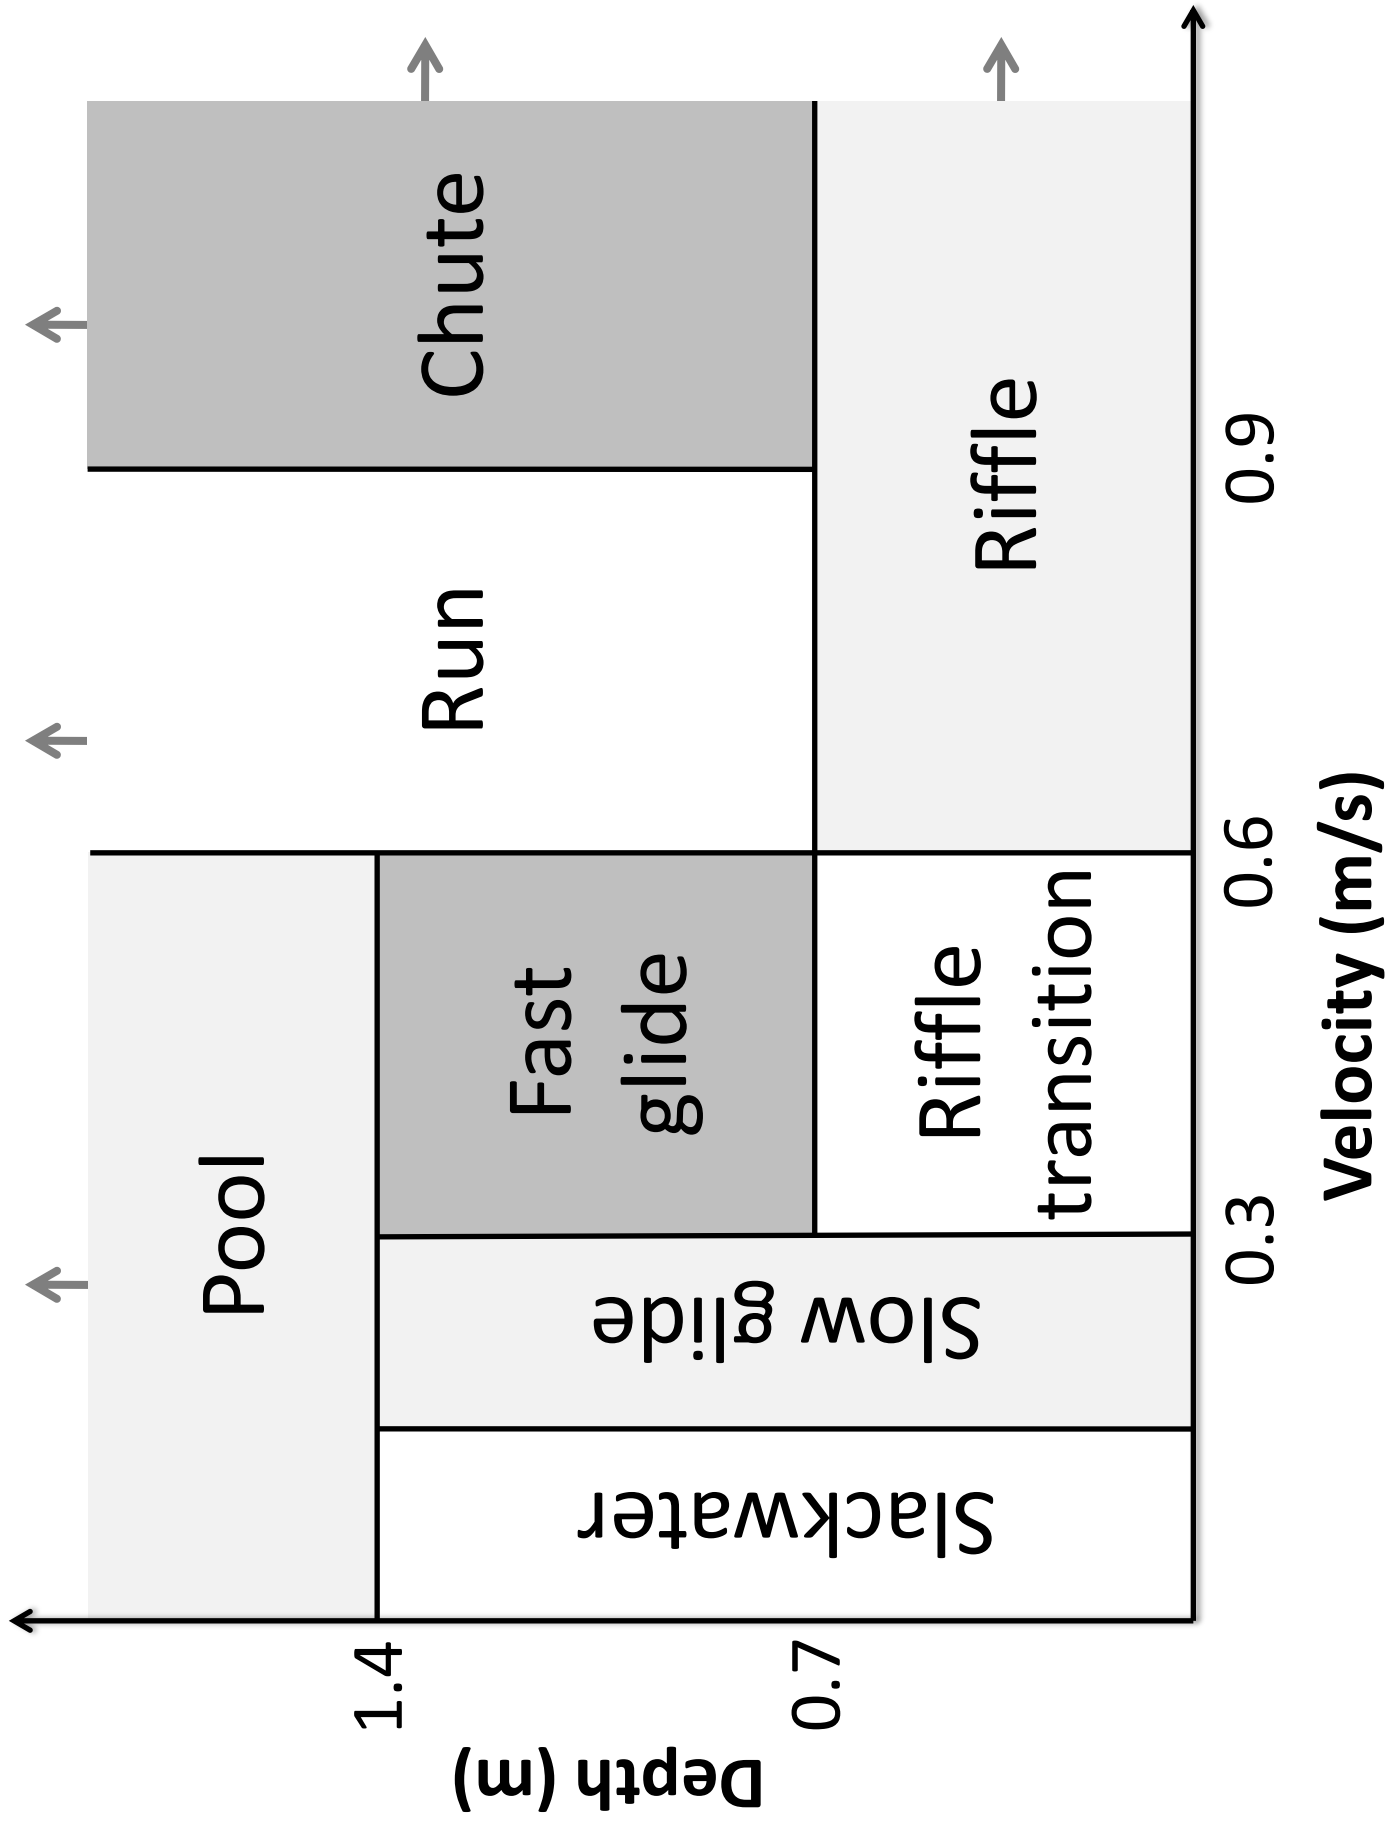 Depth (m)
1.4
0.7
Pool
Slackwater
Slow glide
Fast
glide
Riffle
transition
Run
Chute
Riffle
0.3
0.6
0.9
Velocity (m/s)